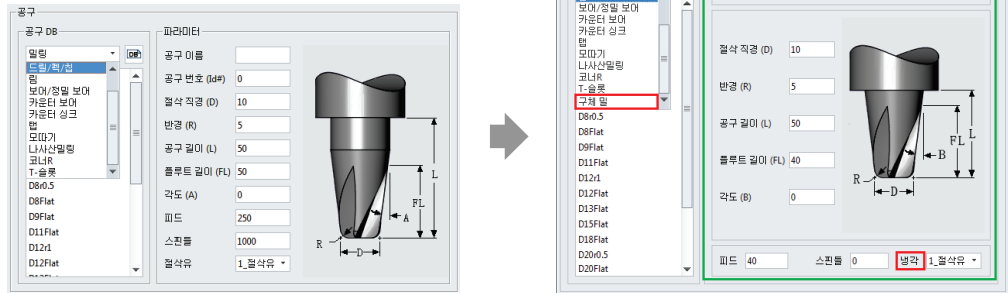 공구
공구 DB
밀링
DB
드릴/펙/칩
림
보어/정밀 보어
카운터 보어
카운터 싱크
탭
모따기
나사산밀링
코너R
T-슬롯
D8r0.5
D8Flat
D9Flat
D11Flat
D12r1
D12Flat
파라미터
공구 이름
공구 번호 (Id#) 0
절삭 직경 (D) 10
반경 (R) 5
공구 길이 (L) 50
플루트 길이 (FL) 50
각도 (A) 0
피드 250
스핀들 1000
절삭유 1_절삭유
L
FL
A
R
D
보어/정밀 보어
카운터 보어
카운터 싱크
탭
모따기
나사산밀링
코너R
T-슬롯
구체 밀
D8r0.5
D8Flat
D9Flat
D11Flat
D12r1
D12Flat
D13Flat
D15Flat
D18Flat
D20r0.5
D20Flat
절삭 직경 (D) 10
반경 (R) 5
공구 길이 (L) 50
플루트 길이 (FL) 40
각도 (B) 0
L
FL
B
R
D
피드 40 스핀들 0 냉각 1_절삭유